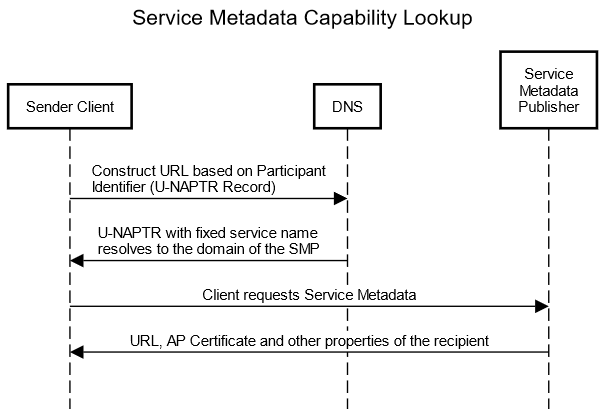 Service Metadata Capability Lookup
Service
Metadata
Publisher
Sender Client
DNS
Construct URL based on Participant
Identifier (U-NAPTR Record)
U-NAPTR with fixed service name
resolves to the domain of the SMP
Client requests Service Metadata
URL, AP Certificate and other properties of the recipient